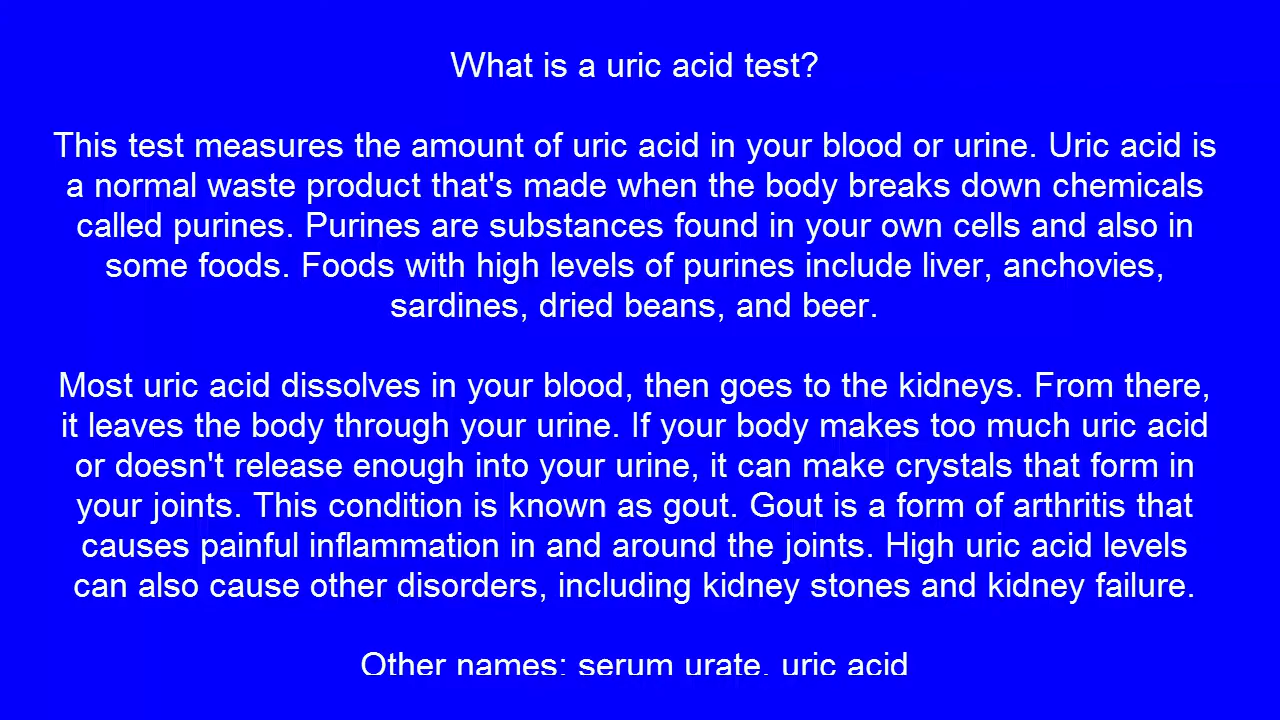 What is a uric acid test?
This test measures the amount of uric acid in your blood or urine. Uric acid is
a normal waste product that's made when the body breaks down chemicals
called purines. Purines are substances found in your own cells and also in
some foods. Foods with high levels of purines include liver, anchovies,
sardines, dried beans, and beer.
Most uric acid dissolves in your blood, then goes to the kidneys. From there,
it leaves the body through your urine. If your body makes too much uric acid
or doesn't release enough into your urine, it can make crystals that form in
your joints. This condition is known as gout. Gout is a form of arthritis that
causes painful inflammation in and around the joints. High uric acid levels
can also cause other disorders, including kidney stones and kidney failure.
Other names: serum urate, uric acid